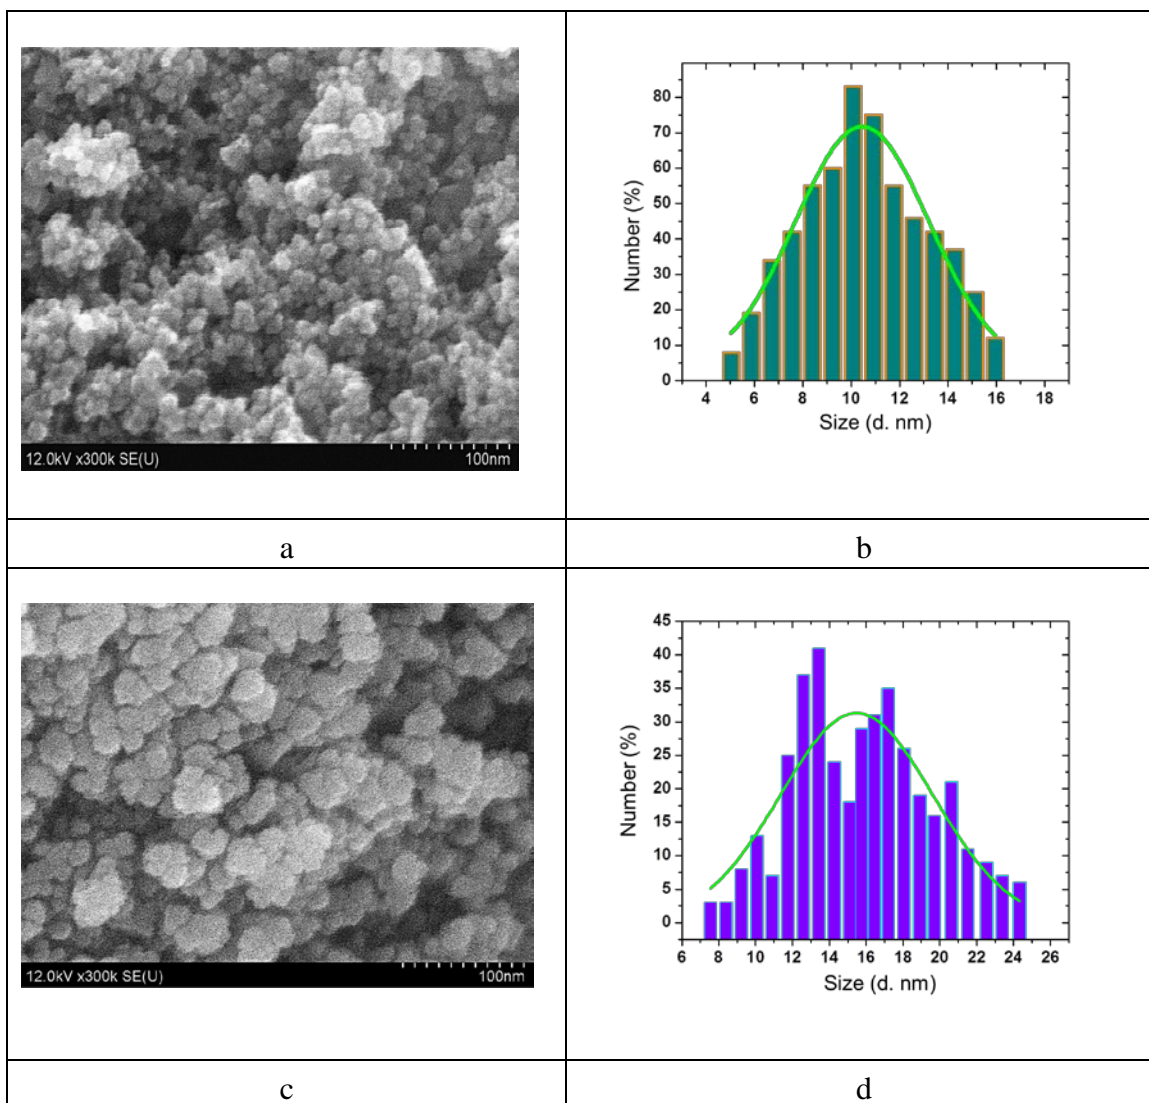 12.0kV x300k SE(U) 100nm
80
70
60
50
40
30
20
10
0
Number (%)
4 6 8 10 12 14 16 18
Size (d. nm)
a b
12.0kV x300k SE(U) 100nm
45
40
35
30
25
20
15
10
5
0
Number (%)
6 8 10 12 14 16 18 20 22 24 26
Size (d. nm)
c d